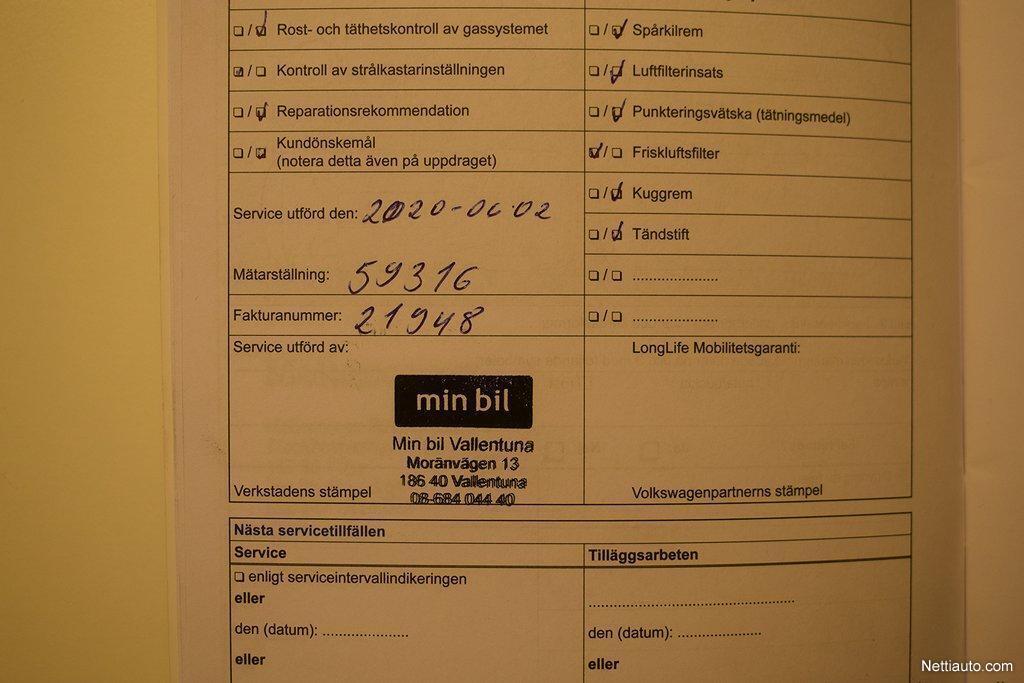 Rost- och täthetskontroll av gassystemet
Kontroll av strålkastarinställningen
Reparationsrekommendation
Kundönskemål
(notera detta även på uppdraget)
Service utförd den: 2020-06-02
Mätarställning: 59316
Fakturanummer: 21948
Service utförd av:
min bil
Min bil Vallentuna
Moränvägen 13
186 40 Vallentuna
08-684 044 40
Verkstadens stämpel
Spårkilrem
Luftfilterinsats
Punkteringsvätska (tätningsmedel)
Friskluftsfilter
Kuggrem
Tändstift
......................
......................
LongLife Mobilitetsgaranti:
Volkswagenpartnerns stämpel
Nästa servicetillfällen
Service
enligt serviceintervallindikeringen
eller
den (datum): ......................
eller
Tilläggsarbeten
.....................................................
den (datum): ......................
eller
Nettiauto.com